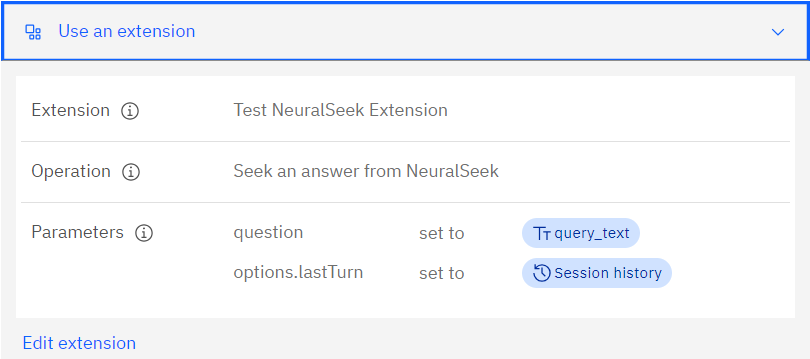 Use an extension
Extension
Test NeuralSeek Extension
Operation
Seek an answer from NeuralSeek
Parameters
question set to query_text
options.lastTurn set to Session history
Edit extension